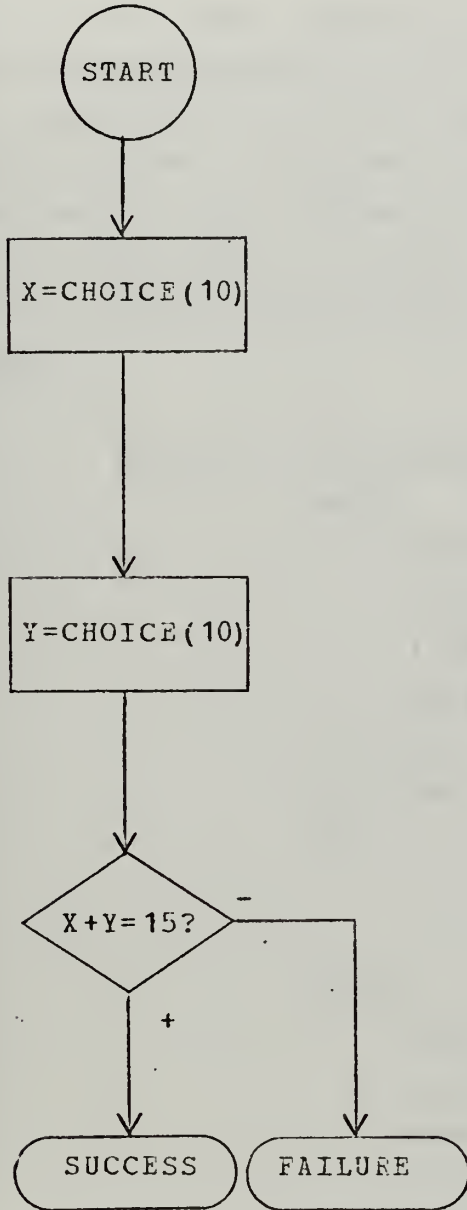 START
X=CHOICE(10)
Y=CHOICE(10)
X+Y=15?
-
+
SUCCESS
FAILURE